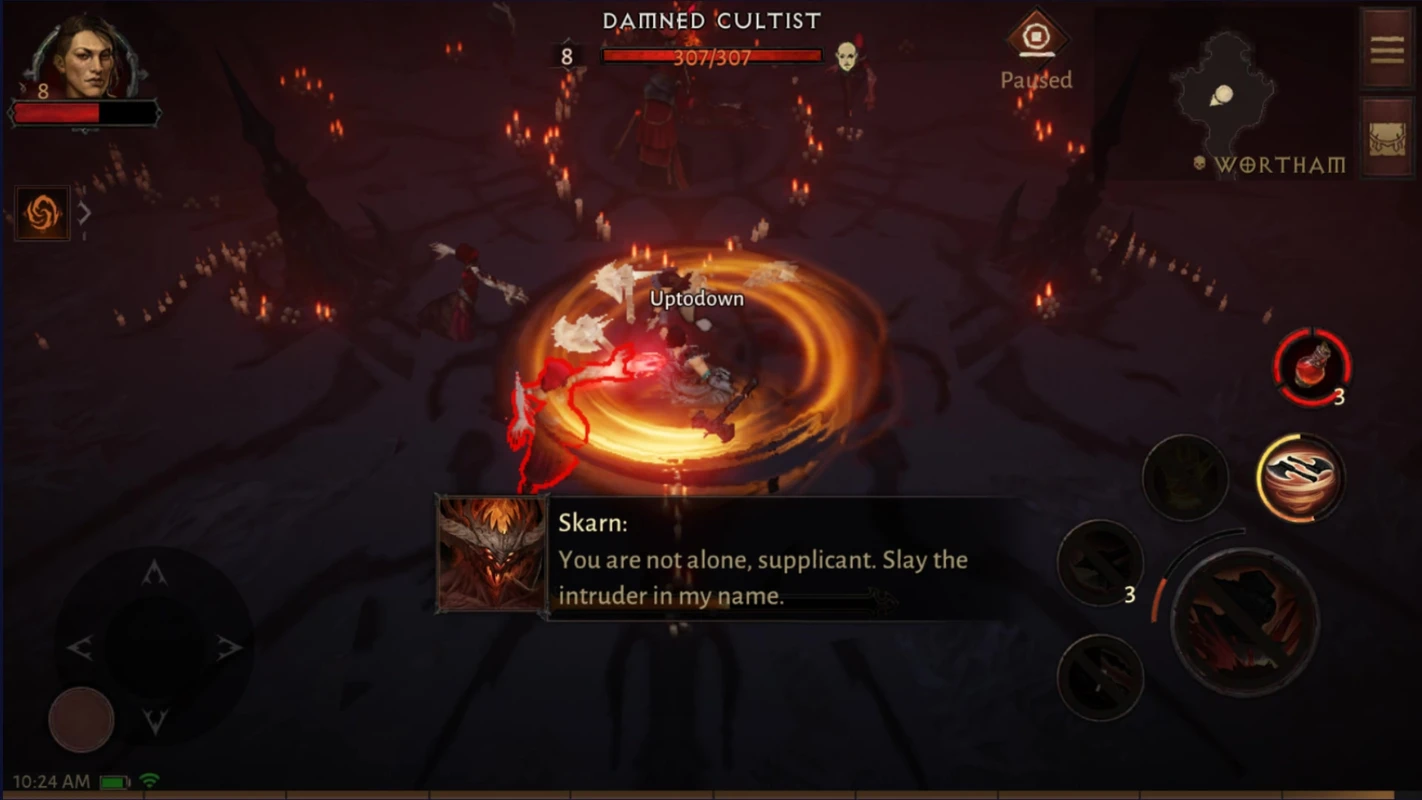 DAMNED CULTIST
8
307/307
Paused
8
WORTHAM
Uptodown
3
Skarn:
You are not alone, supplicant. Slay the
intruder in my name.
3
10:24 AM